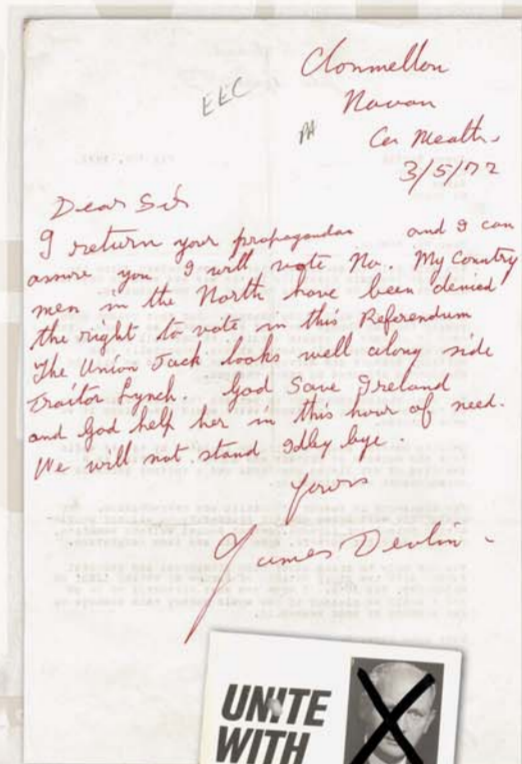 Clonmellon
EEC
Navan
PA
Co. Meath.
3/5/72
Dear Sir
I return your propaganda and I can
assure you I will vote No. My Country
men in the North have been denied
the right to vote in this Referendum
The Union Jack looks well along side
Traitor Lynch. God Save Ireland
and God help her in this hour of need.
We will not stand Idley bye.
Yours
James Devlin
UNITE
WITH